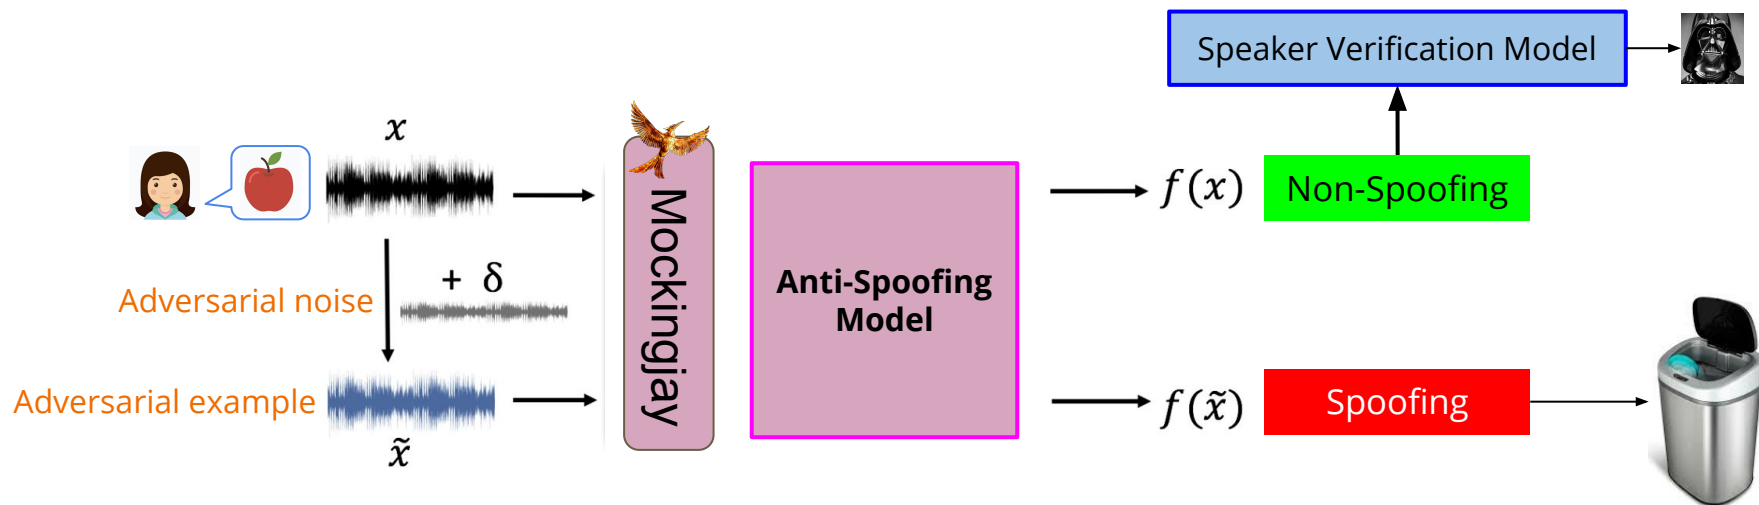 Speaker Verification Model
x
Mockingjay
f(x)
Non-Spoofing
Anti-Spoofing
Model
+ δ
Adversarial noise
Adversarial example
x̃
f(x̃)
Spoofing